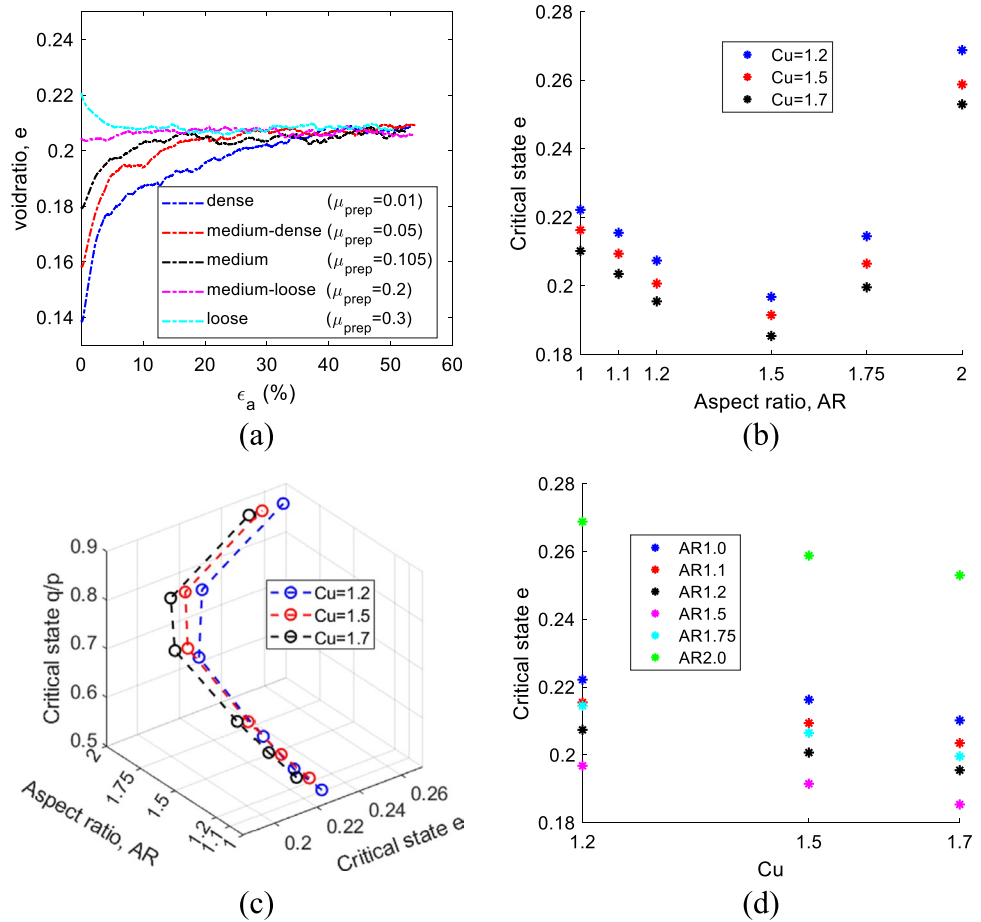 0.24
0.22
0.2
0.18
0.16
0.14
voidratio, e
dense (μprep=0.01)
medium-dense (μprep=0.05)
medium (μprep=0.105)
medium-loose (μprep=0.2)
loose (μprep=0.3)
0 10 20 30 40 50 60
ϵa (%)
(a)
0.28
0.26
0.24
0.22
0.2
0.18
Critical state e
Cu=1.2
Cu=1.5
Cu=1.7
1 1.1 1.2 1.5 1.75 2
Aspect ratio, AR
(b)
0.9
0.8
0.7
0.6
0.5
Critical state q/p
Cu=1.2
Cu=1.5
Cu=1.7
2
1.75
1.5
1.2
1.1
1
Aspect ratio, AR
0.2
0.22
0.24
0.26
Critical state e
(c)
0.28
0.26
0.24
0.22
0.2
0.18
Critical state e
AR1.0
AR1.1
AR1.2
AR1.5
AR1.75
AR2.0
1.2 1.5 1.7
Cu
(d)